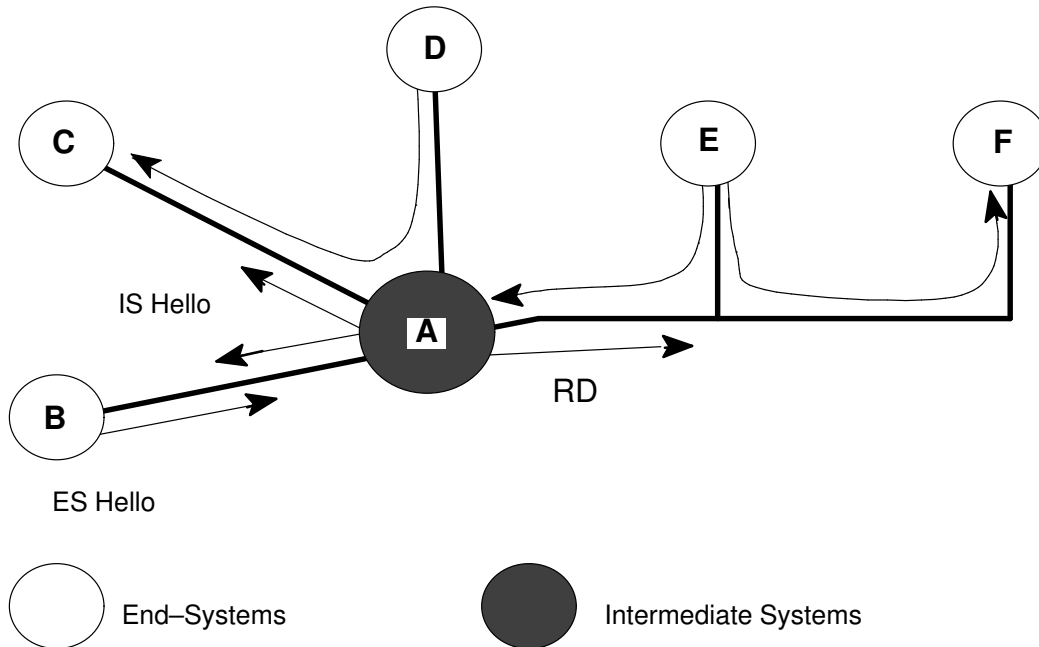 D
C
E
F
IS Hello
A
RD
B
ES Hello
End–Systems
Intermediate Systems